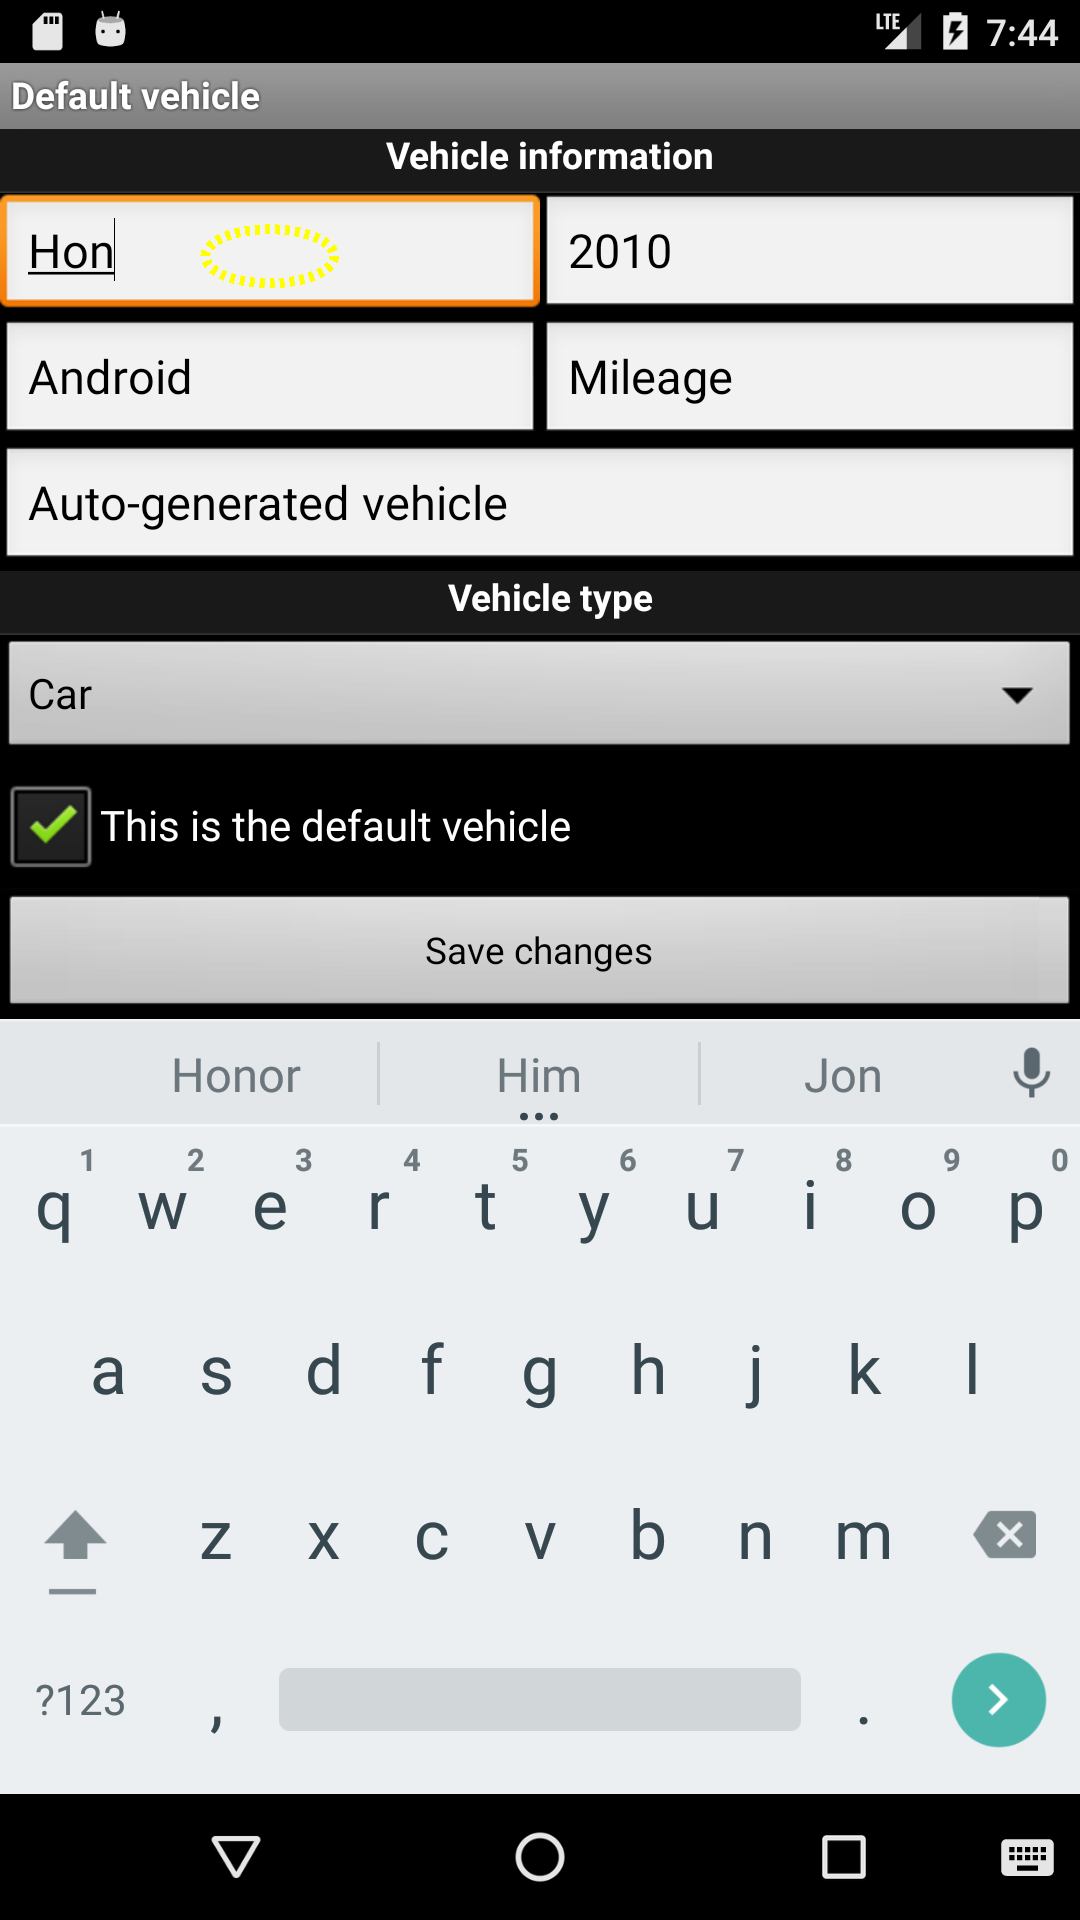 LTE 7:44
Default vehicle
Vehicle information
Hon 2010
Android Mileage
Auto-generated vehicle
Vehicle type
Car
This is the default vehicle
Save changes
Honor Him Jon
1 2 3 4 5 6 7 8 9 0
q w e r t y u i o p
a s d f g h j k l
z x c v b n m
?123 , .